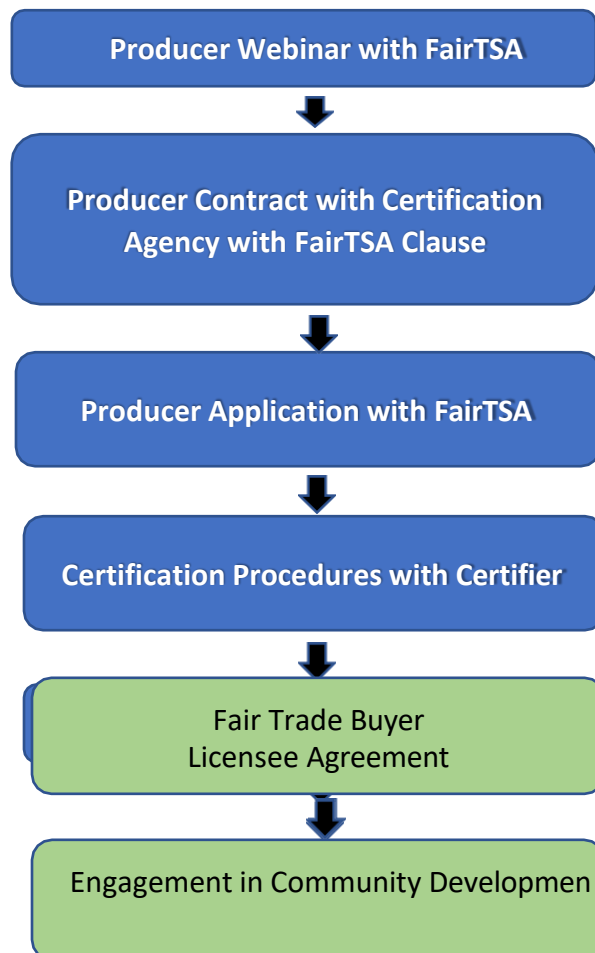 Producer Webinar with FairTSA
Producer Contract with Certification
Agency with FairTSA Clause
Producer Application with FairTSA
Certification Procedures with Certifier
Fair Trade Buyer
Licensee Agreement
Engagement in Community Developmen